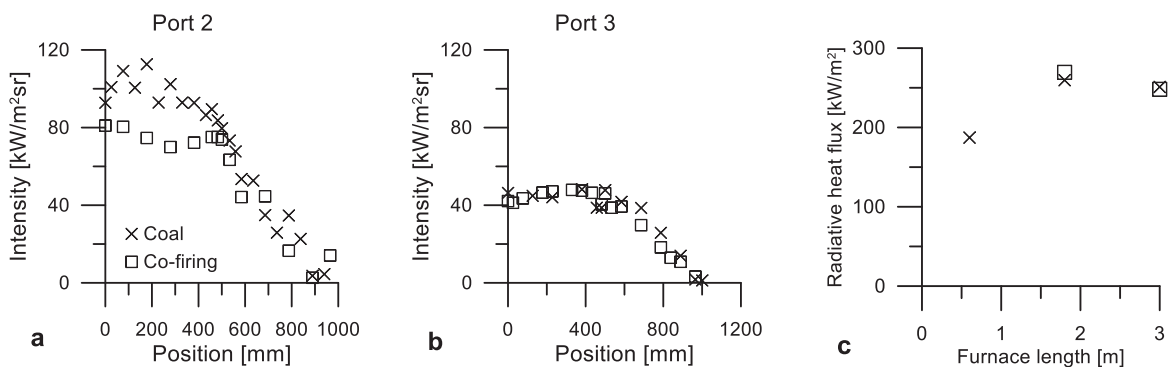 Port 2
Intensity [kW/m²sr]
120
80
40
0
Coal
Co-firing
0 200 400 600 800 1000
Position [mm]
a
Port 3
Intensity [kW/m²sr]
120
80
40
0
0 400 800 1200
Position [mm]
b
Radiative heat flux [kW/m²]
300
200
100
0
0 1 2 3
Furnace length [m]
c